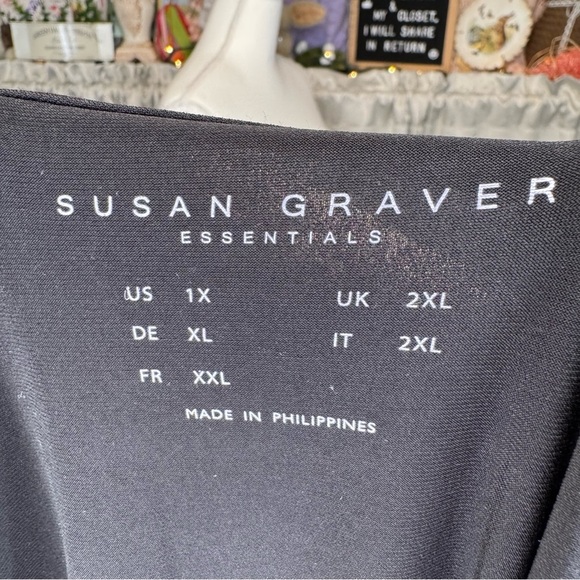 MY CLOSET,
I WILL SHARE
IN RETURN
SUSAN GRAVER
ESSENTIALS
US 1X UK 2XL
DE XL IT 2XL
FR XXL
MADE IN PHILIPPINES